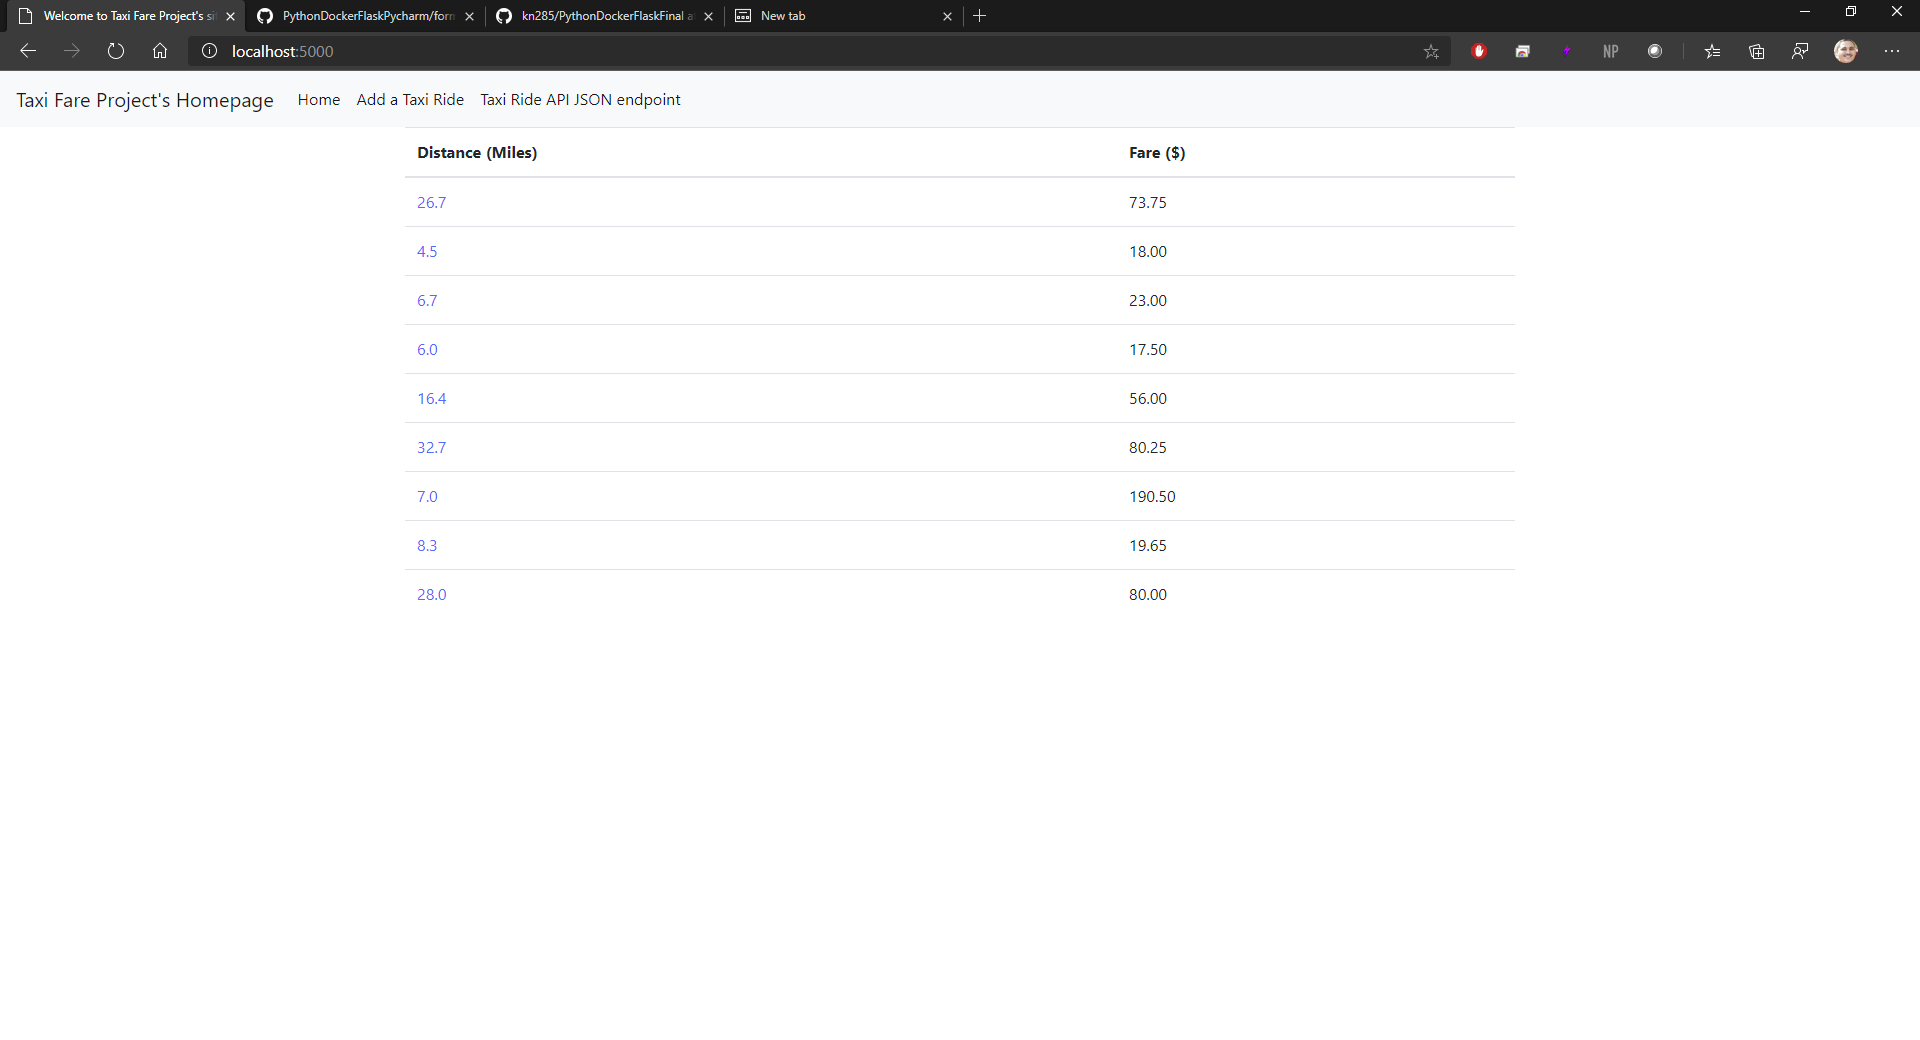 Welcome to Taxi Fare Project's si
PythonDockerFlaskPycharm/form
kn285/PythonDockerFlaskFinal a
New tab
localhost:5000
NP
Taxi Fare Project's Homepage Home Add a Taxi Ride Taxi Ride API JSON endpoint
Distance (Miles) Fare ($)
26.7 73.75
4.5 18.00
6.7 23.00
6.0 17.50
16.4 56.00
32.7 80.25
7.0 190.50
8.3 19.65
28.0 80.00